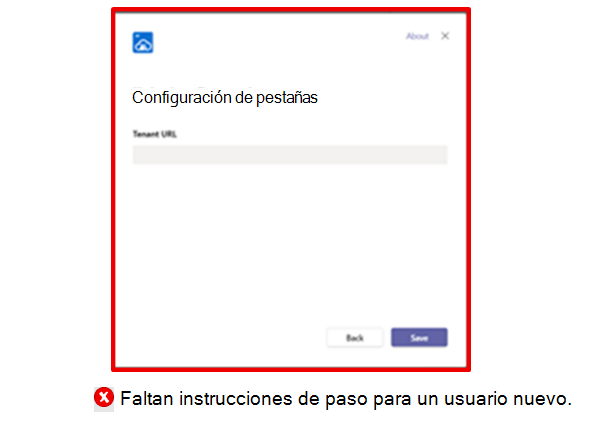 About
Configuración de pestañas
Tenant URL
Back
Save
Faltan instrucciones de paso para un usuario nuevo.